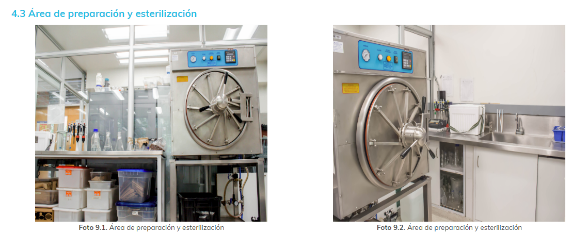 4.3 Área de preparación y esterilización
Foto 9.1. Área de preparación y esterilización
Foto 9.2. Área de preparación y esterilización